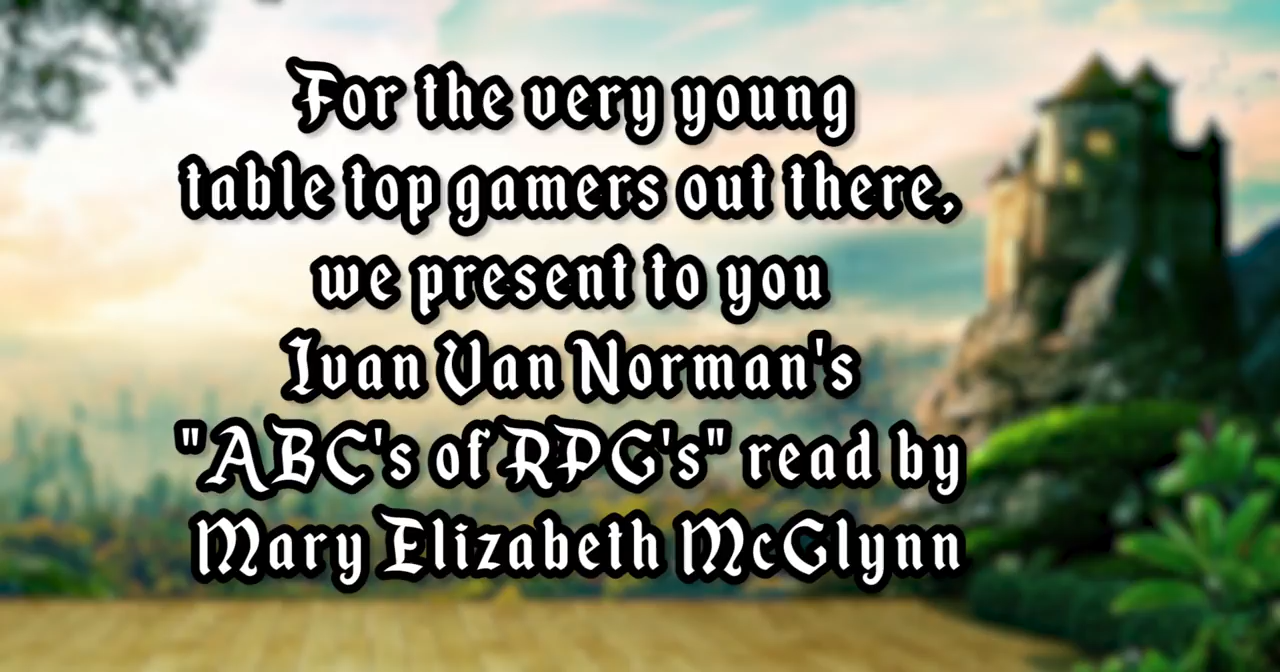 For the very young
table top gamers out there,
we present to you
Ivan Van Norman's
"ABC's of RPG's" read by
Mary Elizabeth McGlynn